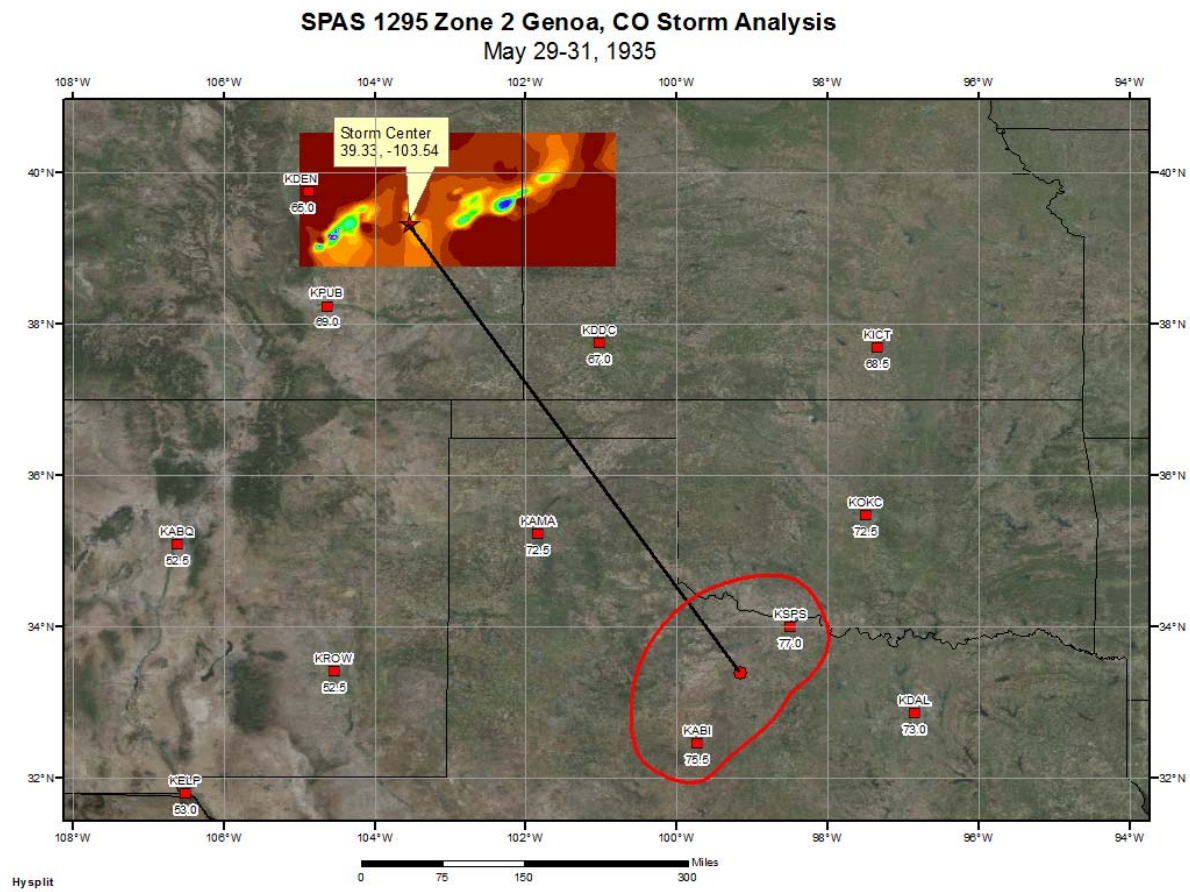 SPAS 1295 Zone 2 Genoa, CO Storm Analysis
May 29-31, 1935
108°W 106°W 104°W 102°W 100°W 98°W 96°W 94°W
Storm Center
39.33, -103.54
40°N 40°N
KDEN
65.0
KPUB
69.0
38°N 38°N
KDDC
67.0
KICT
68.5
36°N 36°N
KOKC
72.5
KAMA
72.5
KABQ
52.5
34°N 34°N
KSPS
77.0
KROW
52.5
KDAL
73.0
KABI
75.5
32°N 32°N
KELP
53.0
108°W 106°W 104°W 102°W 100°W 98°W 96°W 94°W
Miles
0 75 150 300
Hysplit